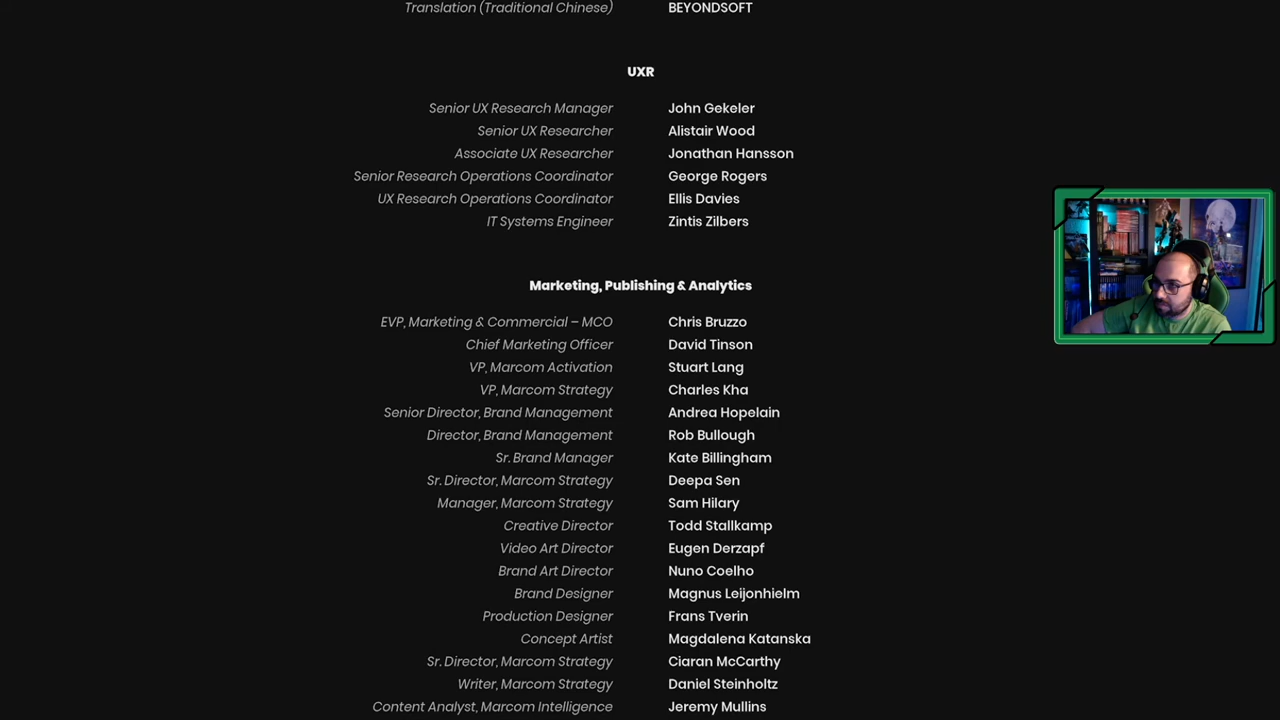 Translation (Traditional Chinese) BEYONDSOFT
UXR
Senior UX Research Manager John Gekeler
Senior UX Researcher Alistair Wood
Associate UX Researcher Jonathan Hansson
Senior Research Operations Coordinator George Rogers
UX Research Operations Coordinator Ellis Davies
IT Systems Engineer Zintis Zilbers
Marketing, Publishing & Analytics
EVP, Marketing & Commercial – MCO Chris Bruzzo
Chief Marketing Officer David Tinson
VP, Marcom Activation Stuart Lang
VP, Marcom Strategy Charles Kha
Senior Director, Brand Management Andrea Hopelain
Director, Brand Management Rob Bullough
Sr. Brand Manager Kate Billingham
Sr. Director, Marcom Strategy Deepa Sen
Manager, Marcom Strategy Sam Hilary
Creative Director Todd Stallkamp
Video Art Director Eugen Derzapf
Brand Art Director Nuno Coelho
Brand Designer Magnus Leijonhielm
Production Designer Frans Tverin
Concept Artist Magdalena Katanska
Sr. Director, Marcom Strategy Ciaran McCarthy
Writer, Marcom Strategy Daniel Steinholtz
Content Analyst, Marcom Intelligence Jeremy Mullins